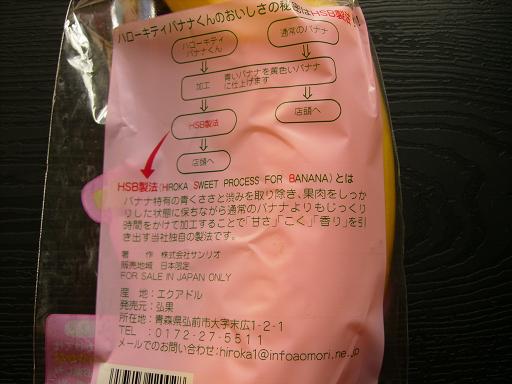 ハローキティバナナくんのおいしさの秘密はHSB製法
ハローキティ
バナナくん
通常のバナナ
加工
青いバナナを黄色いバナナ
に仕上げます
HSB製法
店頭へ
店頭へ
HSB製法(HIROKA SWEET PROCESS FOR BANANA)とは
バナナ特有の青くささと渋みを取り除き、果肉をしっか
りした状態に保ちながら通常のバナナよりもじっくり
時間をかけて加工することで「甘さ」「こく」「香り」を引
き出す当社独自の製法です。
著 作 株式会社サンリオ
販売地域 日本限定
FOR SALE IN JAPAN ONLY
産 地:エクアドル
発売元:弘果
所在地:青森県弘前市大字末広1-2-1
TEL :0172-27-5511
メールでのお問い合わせ:hiroka1@infoaomori.ne.jp